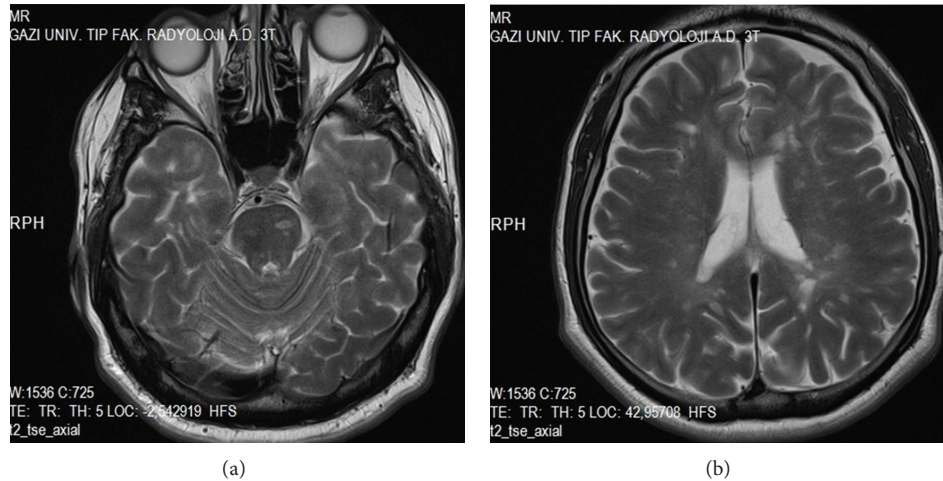 MR
GAZI UNIV. TIP FAK. RADYOLOJI A.D. 3T
RPH
W:1536 C:725
TE: TR: TH: 5 LOC: -2,542919 HFS
t2_tse_axial
(a)
MR
GAZI UNIV. TIP FAK. RADYOLOJI A.D. 3T
RPH
W:1536 C:725
TE: TR: TH: 5 LOC: 42,95708 HFS
t2_tse_axial
(b)